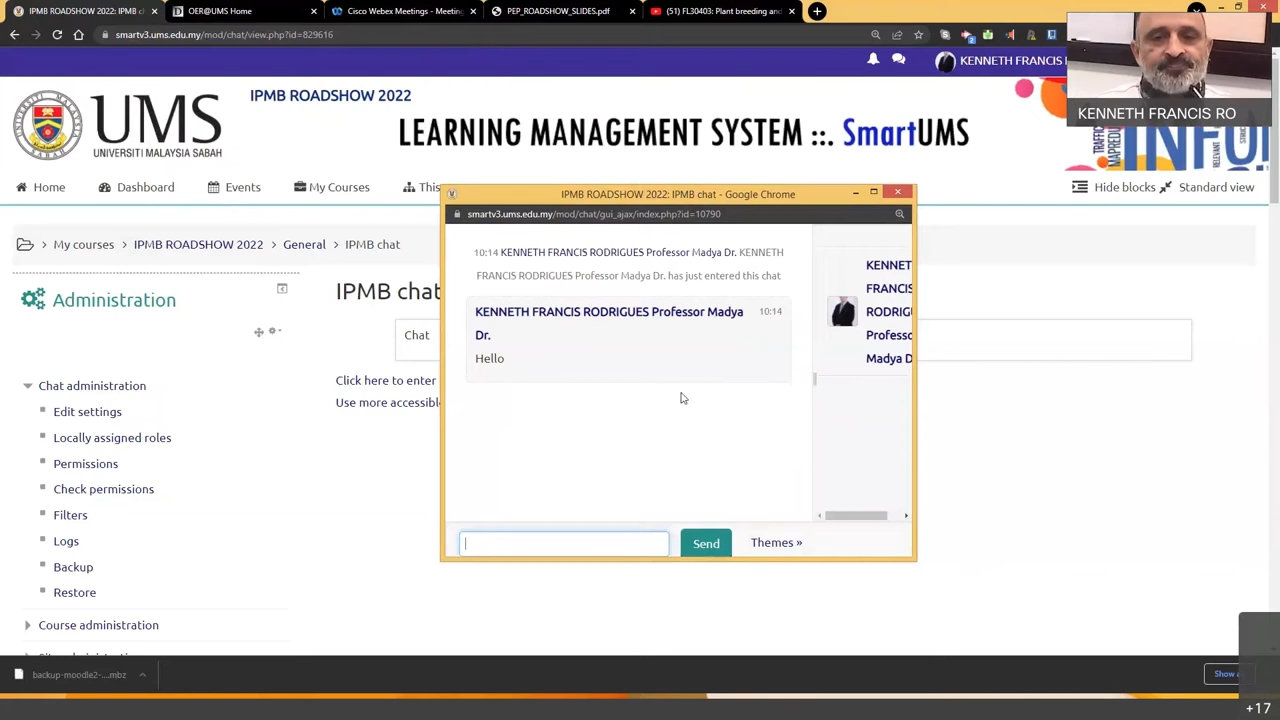 IPMB ROADSHOW 2022: IPMB ch
OER@UMS Home
Cisco Webex Meetings - Meeting
PEP_ROADSHOW_SLIDES.pdf
(51) FL30403: Plant breeding and
smartv3.ums.edu.my/mod/chat/view.php?id=829616
KENNETH FRANCIS
KENNETH FRANCIS RO
UMS
UNIVERSITI MALAYSIA SABAH
IPMB ROADSHOW 2022
LEARNING MANAGEMENT SYSTEM ::. SmartUMS
Home
Dashboard
Events
My Courses
This
Hide blocks
Standard view
My courses
IPMB ROADSHOW 2022
General
IPMB chat
Administration
Chat administration
Edit settings
Locally assigned roles
Permissions
Check permissions
Filters
Logs
Backup
Restore
Course administration
IPMB chat
Chat
Click here to enter
Use more accessible
IPMB ROADSHOW 2022: IPMB chat - Google Chrome
smartv3.ums.edu.my/mod/chat/gui_ajax/index.php?id=10790
10:14 KENNETH FRANCIS RODRIGUES Professor Madya Dr. KENNETH
FRANCIS RODRIGUES Professor Madya Dr. has just entered this chat
KENNETH FRANCIS RODRIGUES Professor Madya
10:14
Dr.
Hello
KENNET
FRANCIS
RODRIG
Professo
Madya D
Send
Themes »
backup-moodle2-....mbz
Show a
+17